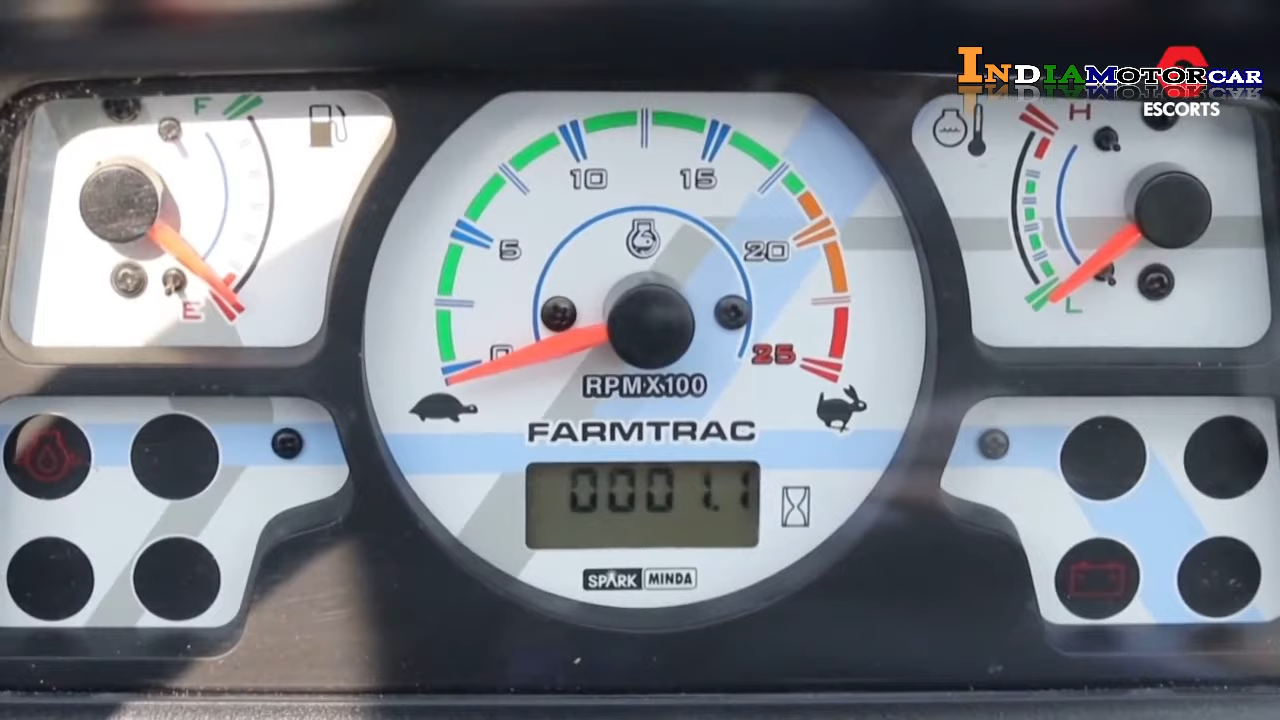 INDIAMOTORCAR
ESCORTS
F
H
10
15
5
20
E
L
0
25
RPMX100
FARMTRAC
0001.1
SPARK MINDA